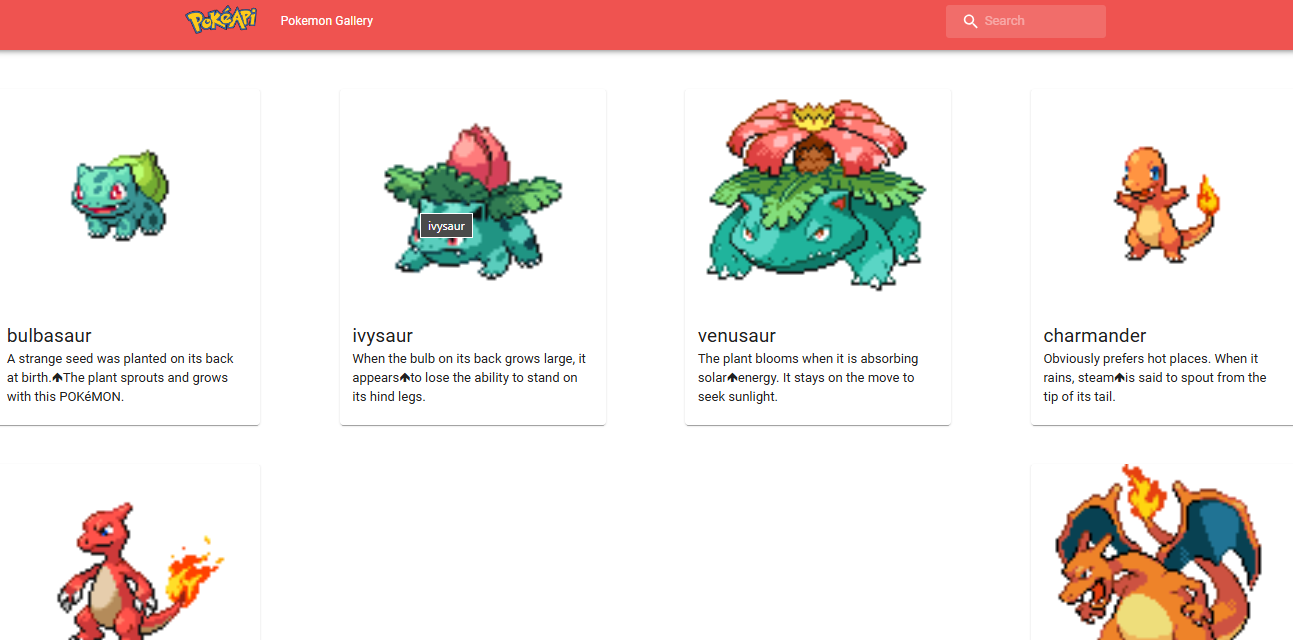 PokéApi Pokemon Gallery Search
ivysaur
bulbasaur
A strange seed was planted on its back
at birth.🡹The plant sprouts and grows
with this POKéMON.
ivysaur
When the bulb on its back grows large, it
appears🡹to lose the ability to stand on
its hind legs.
venusaur
The plant blooms when it is absorbing
solar🡹energy. It stays on the move to
seek sunlight.
charmander
Obviously prefers hot places. When it
rains, steam🡹is said to spout from the
tip of its tail.